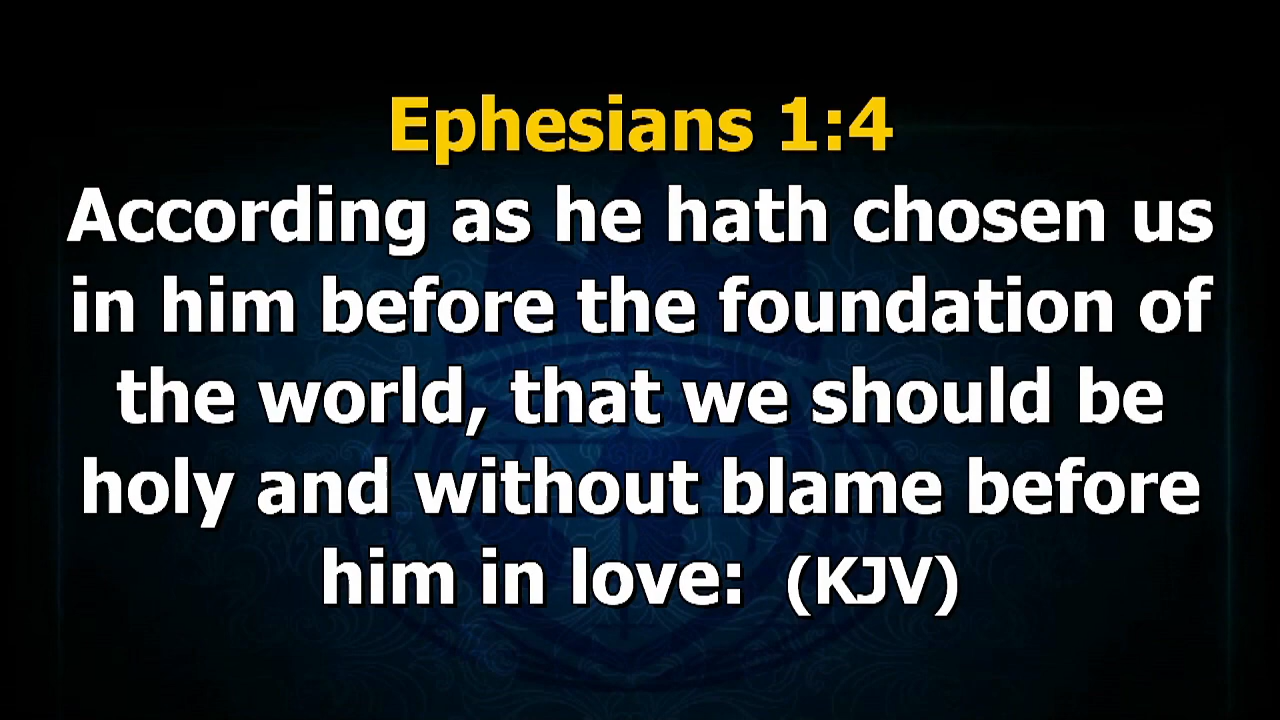 Ephesians 1:4
According as he hath chosen us
in him before the foundation of
the world, that we should be
holy and without blame before
him in love:  (KJV)